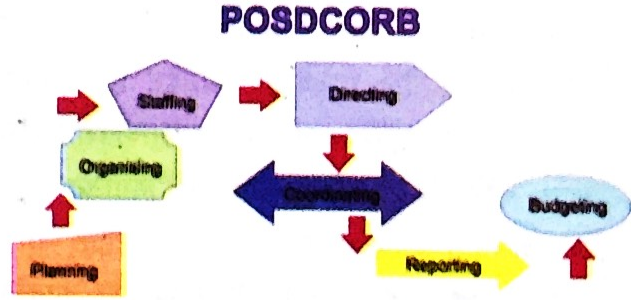 POSDCORB
Staffing
Directing
Organising
Coordinating
Budgeting
Planning
Reporting